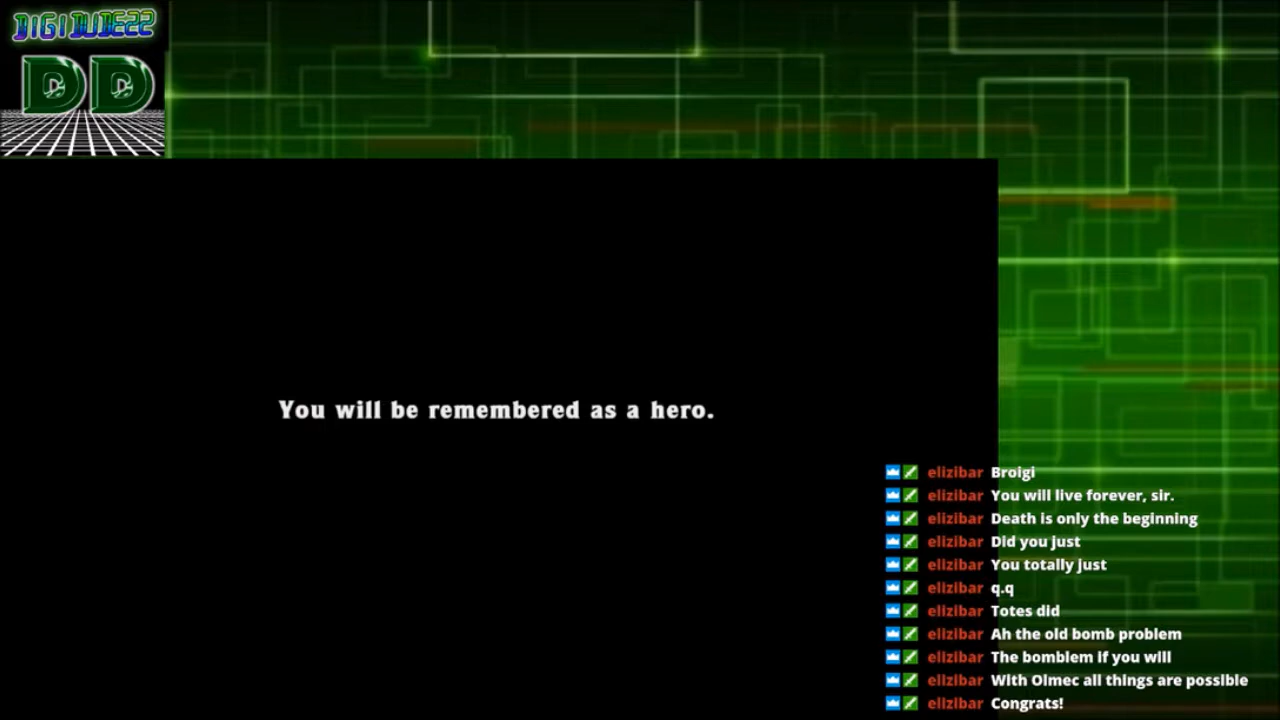 DIGIDUDE22
DD
You will be remembered as a hero.
elizibar Broigi
elizibar You will live forever, sir.
elizibar Death is only the beginning
elizibar Did you just
elizibar You totally just
elizibar q.q
elizibar Totes did
elizibar Ah the old bomb problem
elizibar The bomblem if you will
elizibar With Olmec all things are possible
elizibar Congrats!